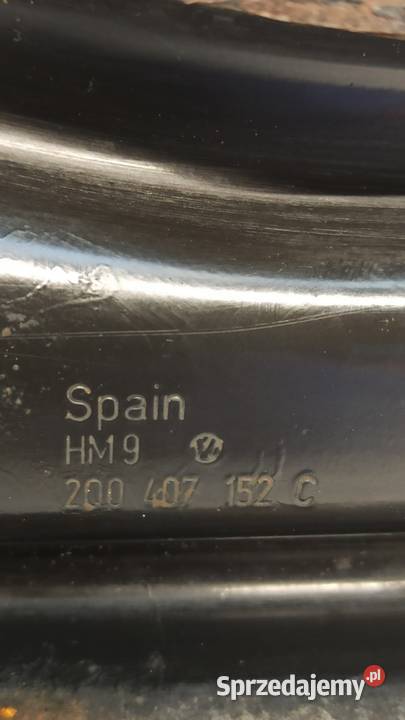 Spain
HM9
2Q0 407 152 C
Sprzedajemy.pl